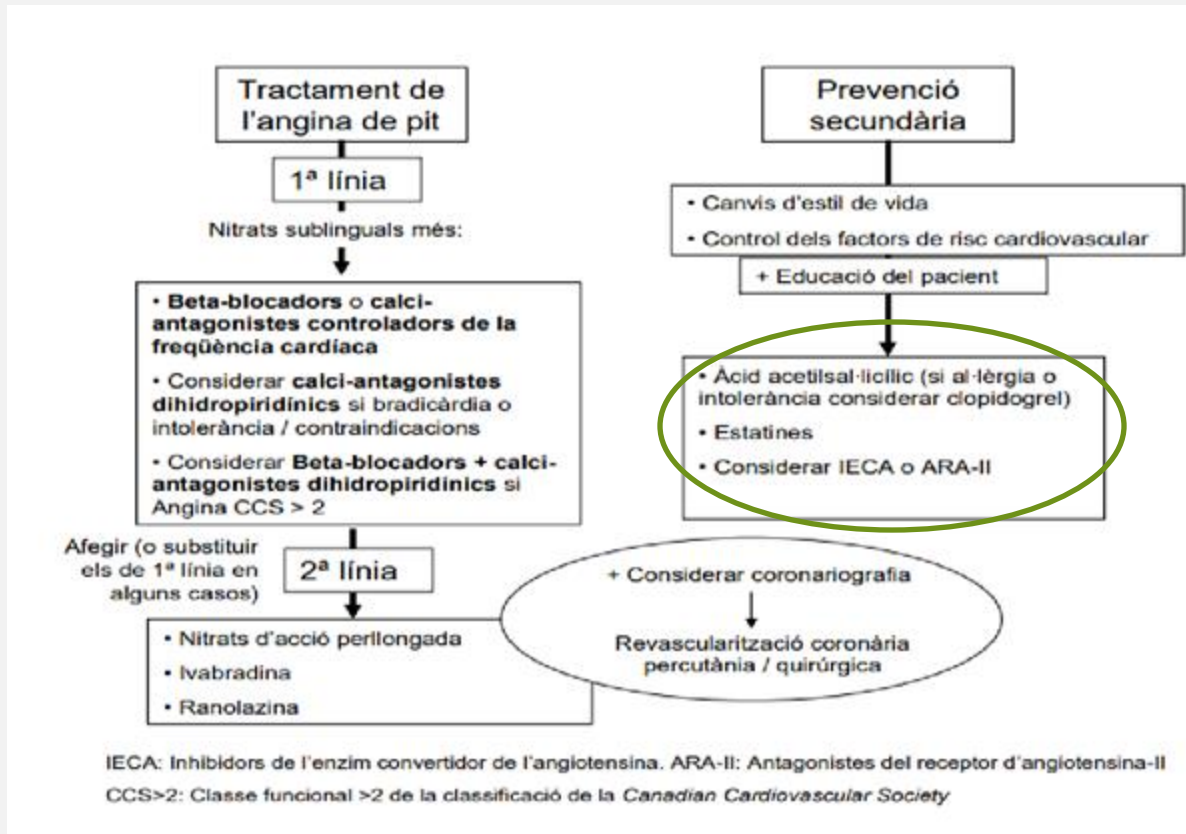 Tractament de
l'angina de pit
1ª línia
Nitrats sublinguals més:
• Beta-blocadors o calci-
antagonistes controladors de la
freqüència cardíaca
• Considerar calci-antagonistes
dihidropiridínics si bradicàrdia o
intolerància / contraindicacions
• Considerar Beta-blocadors + calci-
antagonistes dihidropiridínics si
Angina CCS > 2
Afegir (o substituir
els de 1ª línia en
alguns casos)
2ª línia
• Nitrats d'acció perllongada
• Ivabradina
• Ranolazina
Prevenció
secundària
• Canvis d'estil de vida
• Control dels factors de risc cardiovascular
+ Educació del pacient
• Àcid acetilsal·licílic (si al·lèrgia o
intolerància considerar clopidogrel)
• Estatines
• Considerar IECA o ARA-II
+ Considerar coronariografia
Revascularització coronària
percutània / quirúrgica
IECA: Inhibidors de l'enzim convertidor de l'angiotensina. ARA-II: Antagonistes del receptor d'angiotensina-II
CCS>2: Classe funcional >2 de la classificació de la Canadian Cardiovascular Society